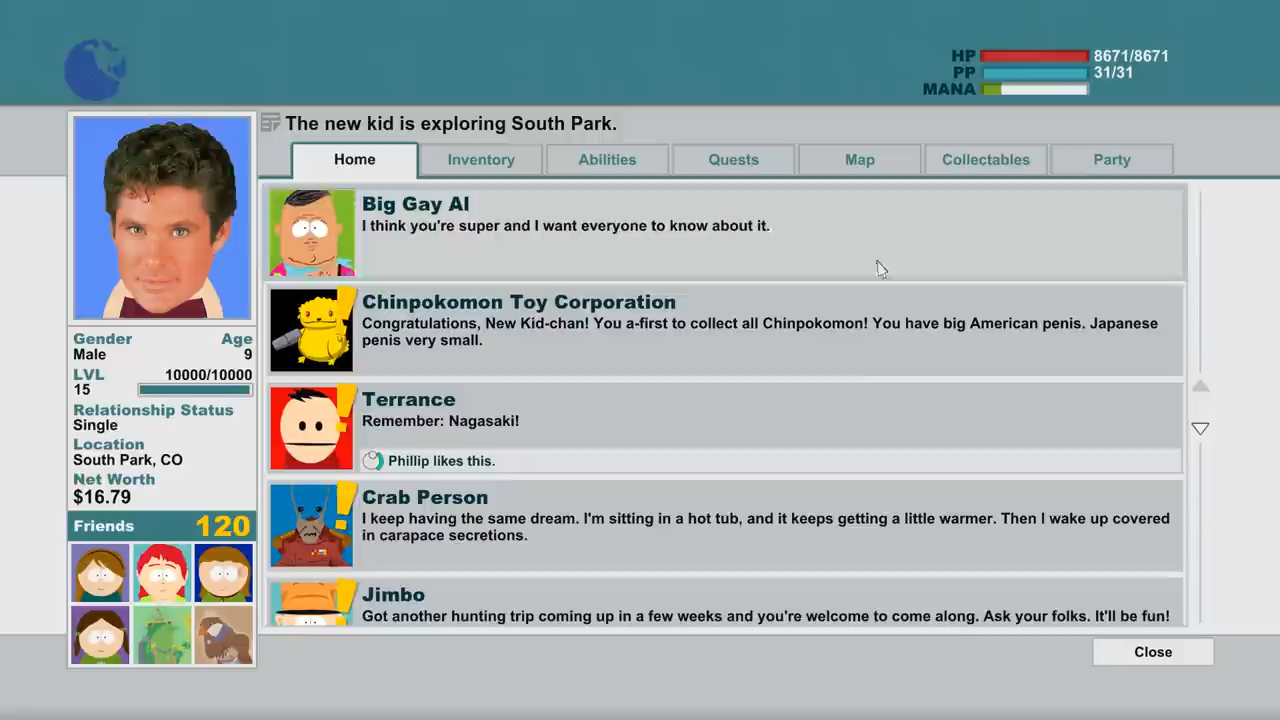 HP 8671/8671
PP 31/31
MANA
The new kid is exploring South Park.
Home Inventory Abilities Quests Map Collectables Party
Gender Age
Male 9
LVL 10000/10000
15
Relationship Status
Single
Location
South Park, CO
Net Worth
$16.79
Friends 120
Big Gay Al
I think you're super and I want everyone to know about it.
Chinpokomon Toy Corporation
Congratulations, New Kid-chan! You a-first to collect all Chinpokomon! You have big American penis. Japanese
penis very small.
Terrance
Remember: Nagasaki!
Phillip likes this.
Crab Person
I keep having the same dream. I'm sitting in a hot tub, and it keeps getting a little warmer. Then I wake up covered
in carapace secretions.
Jimbo
Got another hunting trip coming up in a few weeks and you're welcome to come along. Ask your folks. It'll be fun!
Close